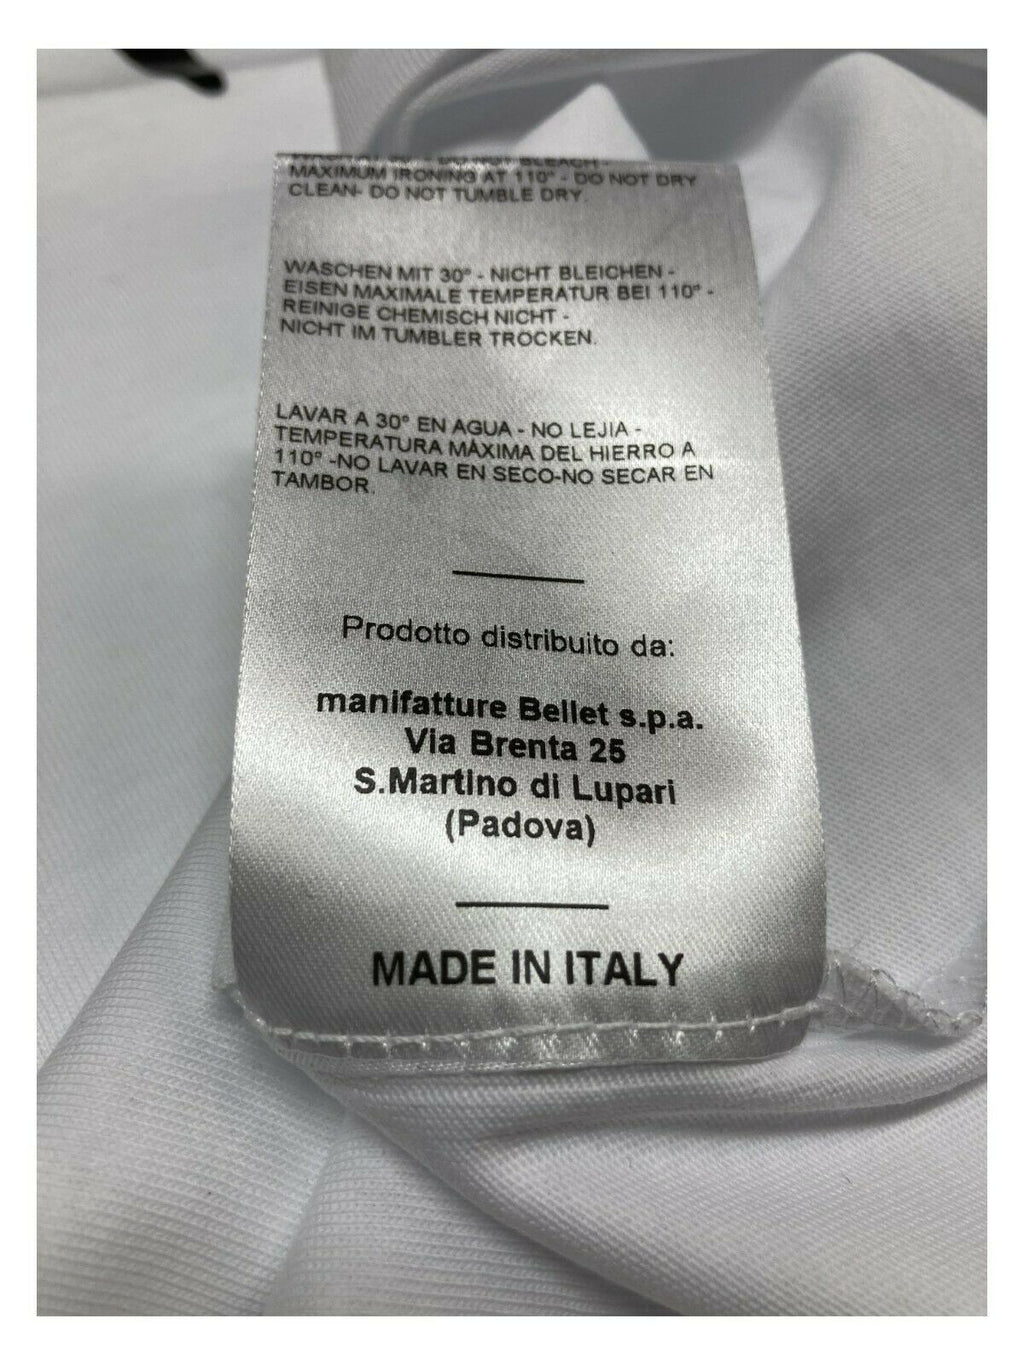 DO NOT BLEACH -
MAXIMUM IRONING AT 110° - DO NOT DRY
CLEAN- DO NOT TUMBLE DRY.
WASCHEN MIT 30° - NICHT BLEICHEN -
EISEN MAXIMALE TEMPERATUR BEI 110° -
REINIGE CHEMISCH NICHT -
NICHT IM TUMBLER TROCKEN.
LAVAR A 30° EN AGUA - NO LEJIA -
TEMPERATURA MÁXIMA DEL HIERRO A
110° -NO LAVAR EN SECO-NO SECAR EN
TAMBOR.
Prodotto distribuito da:
manifatture Bellet s.p.a.
Via Brenta 25
S.Martino di Lupari
(Padova)
MADE IN ITALY